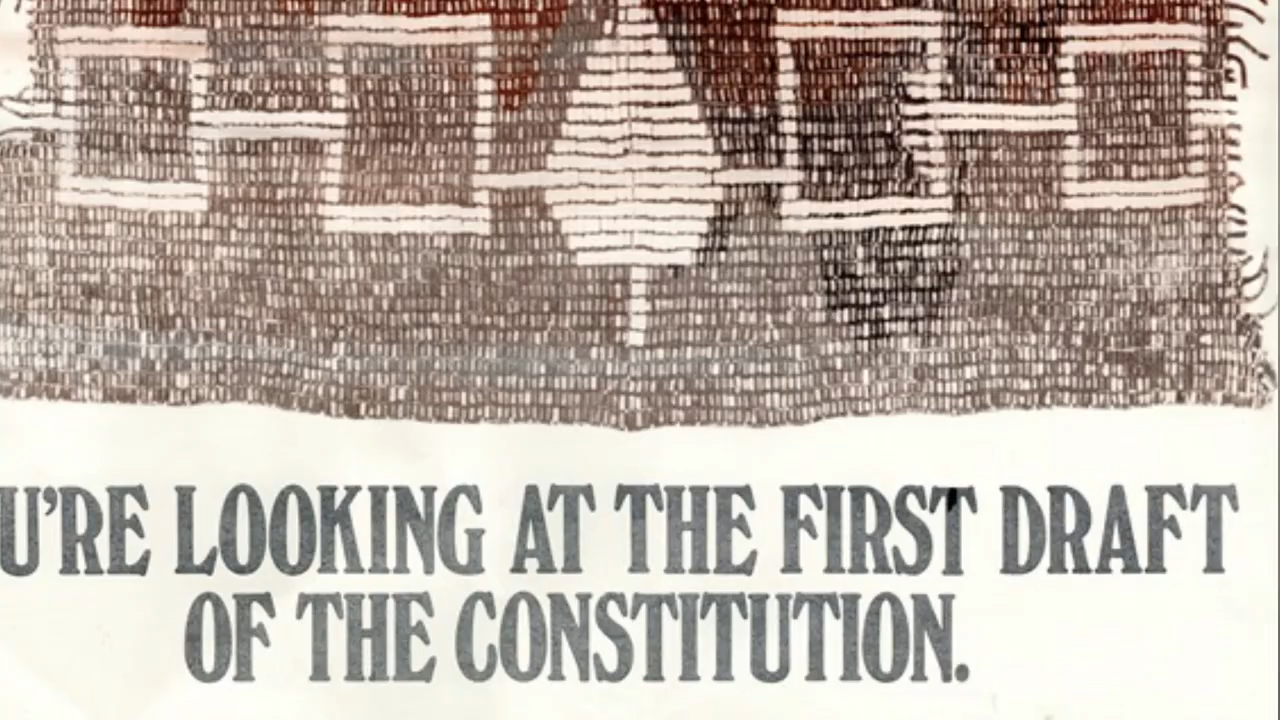 U'RE LOOKING AT THE FIRST DRAFT
OF THE CONSTITUTION.